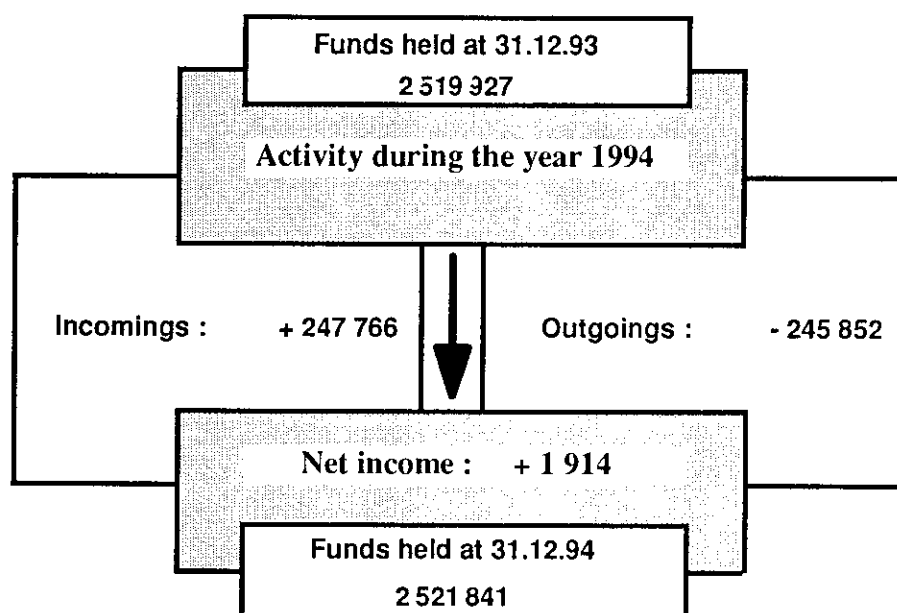 Funds held at 31.12.93
2 519 927
Activity during the year 1994
Incomings : + 247 766
Outgoings : - 245 852
Net income : + 1 914
Funds held at 31.12.94
2 521 841